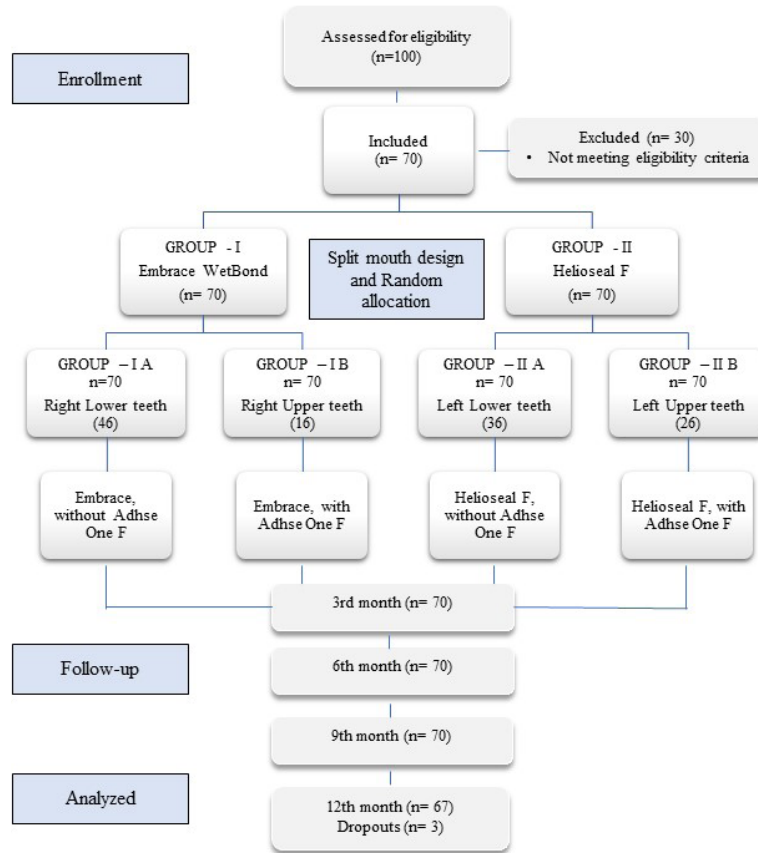 Assessed for eligibility
(n=100)
Enrollment
Included
(n= 70)
Excluded (n= 30)
• Not meeting eligibility criteria
GROUP - I
Embrace WetBond
(n= 70)
Split mouth design
and Random
allocation
GROUP - II
Helioseal F
(n= 70)
GROUP – I A
n=70
Right Lower teeth
(46)
GROUP – I B
n= 70
Right Upper teeth
(16)
GROUP – II A
n= 70
Left Lower teeth
(36)
GROUP – II B
n= 70
Left Upper teeth
(26)
Embrace,
without Adhse
One F
Embrace, with
Adhse One F
Helioseal F,
without Adhse
One F
Helioseal F, with
Adhse One F
3rd month (n= 70)
Follow-up
6th month (n= 70)
9th month (n= 70)
Analyzed
12th month (n= 67)
Dropouts (n= 3)